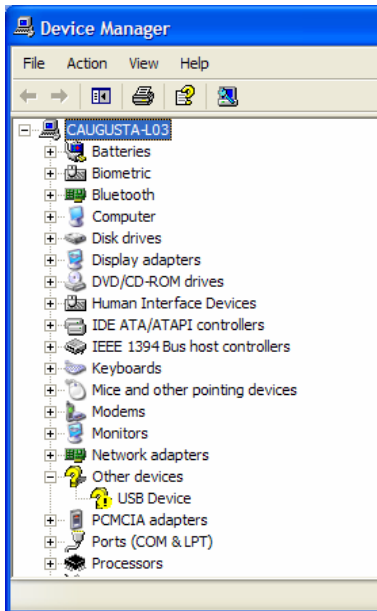 Device Manager
File Action View Help
CAUGUSTA-L03
Batteries
Biometric
Bluetooth
Computer
Disk drives
Display adapters
DVD/CD-ROM drives
Human Interface Devices
IDE ATA/ATAPI controllers
IEEE 1394 Bus host controllers
Keyboards
Mice and other pointing devices
Modems
Monitors
Network adapters
Other devices
USB Device
PCMCIA adapters
Ports (COM & LPT)
Processors